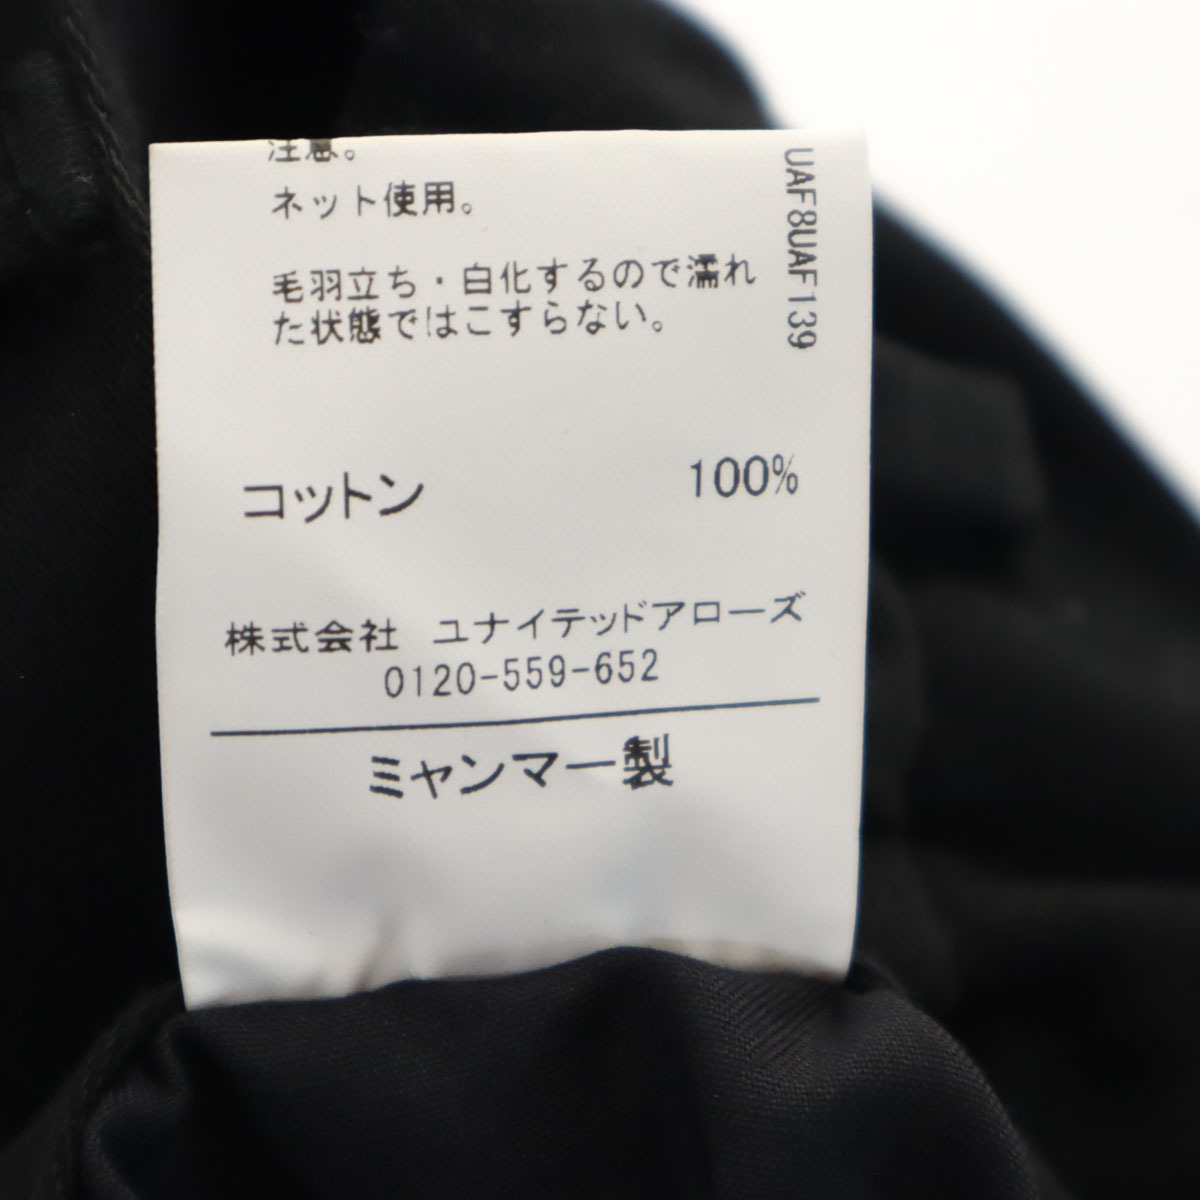 注意。
ネット使用。
毛羽立ち・白化するので濡れ
た状態ではこすらない。
コットン 100%
株式会社 ユナイテッドアローズ
0120-559-652
ミャンマー製
UAF8UAF139